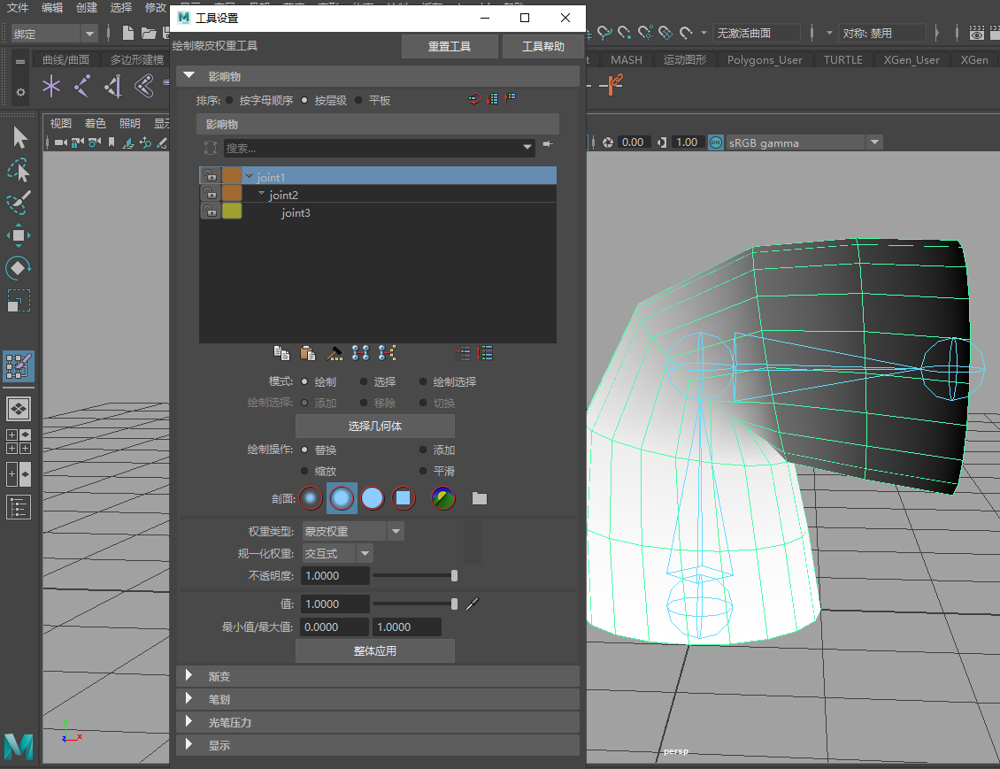 文件 编辑 创建 选择 修改
工具设置
绑定
无激活曲面
对称: 禁用
绘制蒙皮权重工具
重置工具
工具帮助
曲线/曲面 多边形建模
MASH 运动图形 Polygons_User TURTLE XGen_User XGen
影响物
排序: 按字母顺序 按层级 平板
视图 着色 照明 显示
影响物
0.00 1.00 ON sRGB gamma
搜索...
joint1
joint2
joint3
模式: 绘制 选择 绘制选择
绘制选择: 添加 移除 切换
选择几何体
绘制操作: 替换 添加
缩放 平滑
剖面:
权重类型: 蒙皮权重
规一化权重: 交互式
不透明度: 1.0000
值: 1.0000
最小值/最大值: 0.0000 1.0000
整体应用
渐变
笔划
光笔压力
显示
y
z x
persp